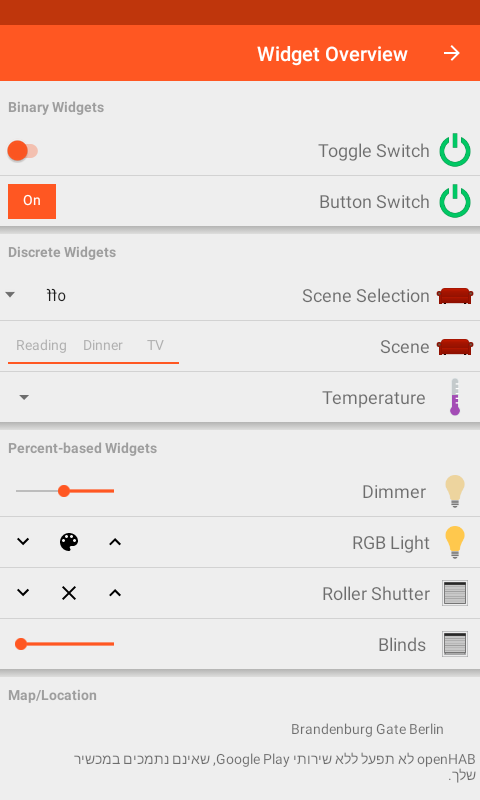 Widget Overview
Binary Widgets
Toggle Switch
Button Switch
On
Discrete Widgets
Scene Selection
Scene
Reading Dinner TV
Temperature
Percent-based Widgets
Dimmer
RGB Light
Roller Shutter
Blinds
Map/Location
Brandenburg Gate Berlin
openHAB לא תפעל ללא שירותי Google Play, שאינם נתמכים במכשיר
שלך.